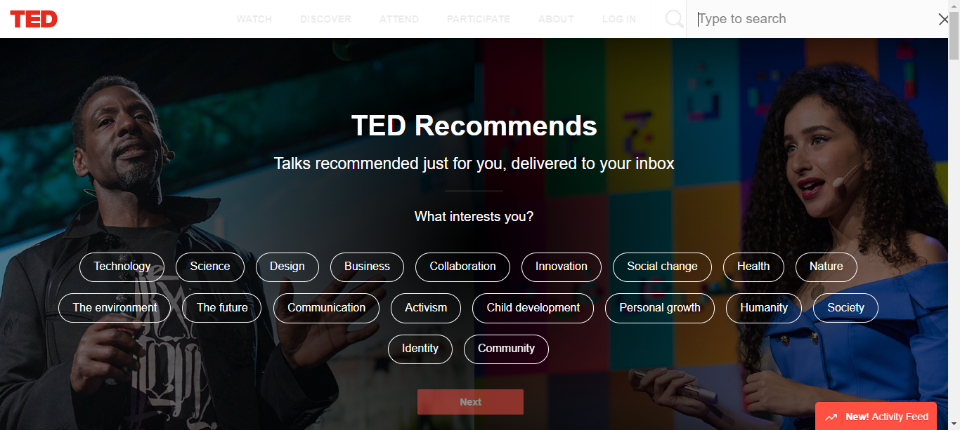 TED WATCH DISCOVER ATTEND PARTICIPATE ABOUT LOG IN Type to search
TED Recommends
Talks recommended just for you, delivered to your inbox
What interests you?
Technology Science Design Business Collaboration Innovation Social change Health Nature
The environment The future Communication Activism Child development Personal growth Humanity Society
Identity Community
Next
New! Activity Feed